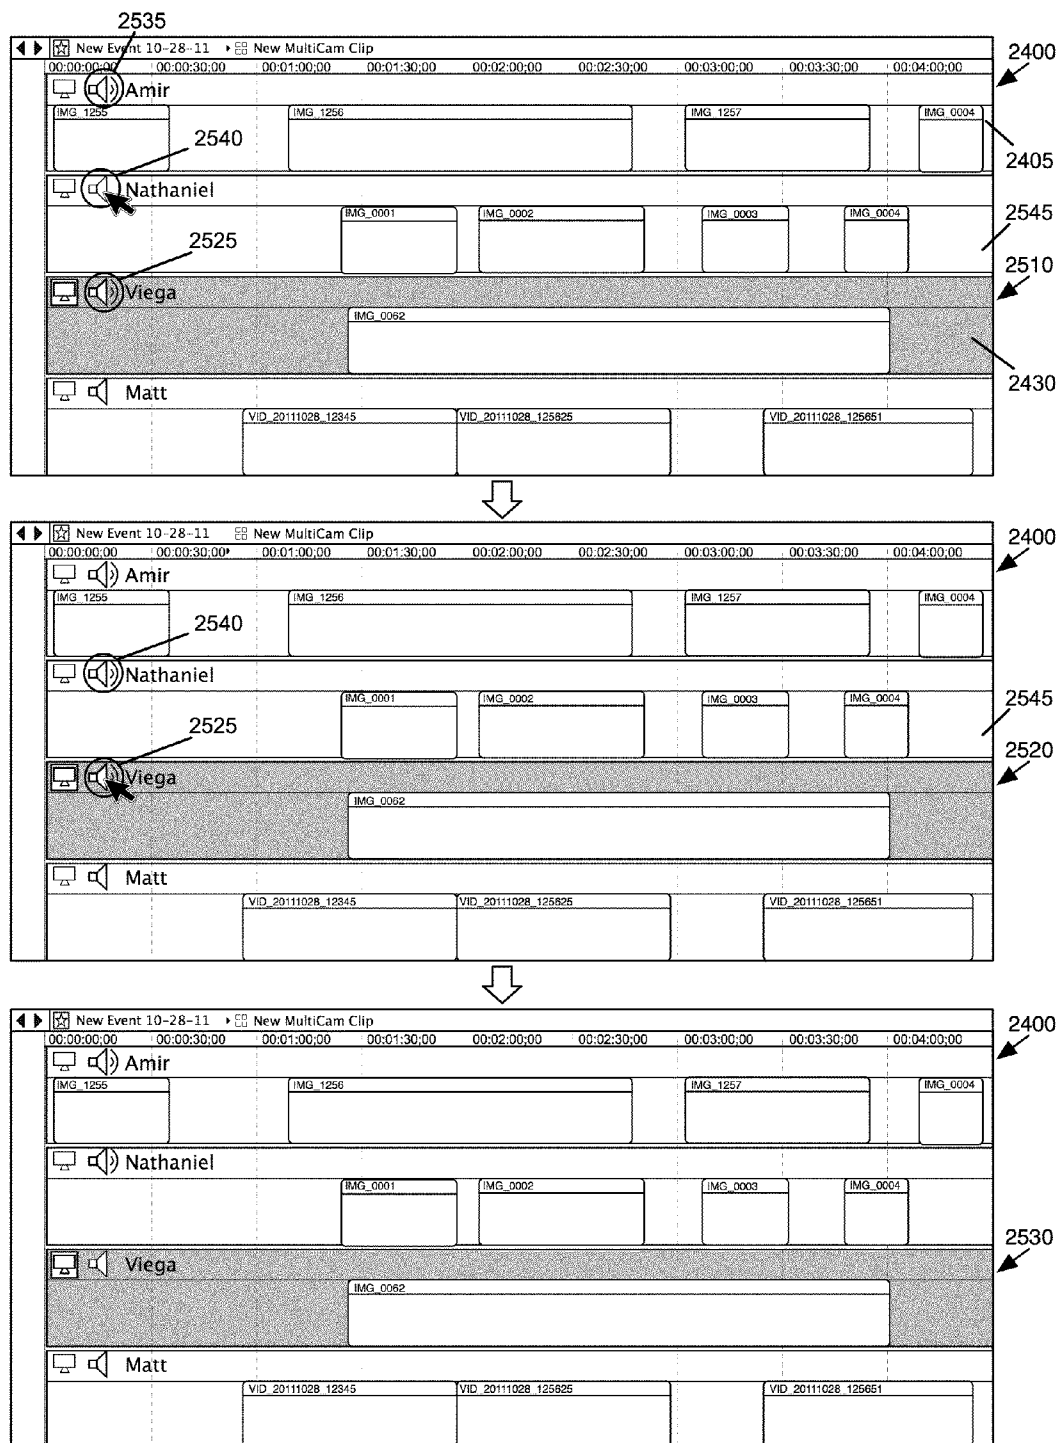 2535
New Event 10-28-11 New MultiCam Clip
2400
00:00:00;00 00:00:30;00 00:01:00;00 00:01:30;00 00:02:00;00 00:02:30;00 00:03:00;00 00:03:30;00 00:04:00;00
Amir
IMG_1255 IMG_1256 IMG_1257 IMG_0004
2540
2405
Nathaniel
IMG_0001 IMG_0002 IMG_0003 IMG_0004
2545
2525
2510
Viega
IMG_0062
2430
Matt
VID_20111028_12345 VID_20111028_125625 VID_20111028_125651
New Event 10-28-11 New MultiCam Clip
2400
00:00:00;00 00:00:30;00 00:01:00;00 00:01:30;00 00:02:00;00 00:02:30;00 00:03:00;00 00:03:30;00 00:04:00;00
Amir
IMG_1255 IMG_1256 IMG_1257 IMG_0004
2540
Nathaniel
IMG_0001 IMG_0002 IMG_0003 IMG_0004
2545
2525
2520
Viega
IMG_0062
Matt
VID_20111028_12345 VID_20111028_125625 VID_20111028_125651
New Event 10-28-11 New MultiCam Clip
2400
00:00:00;00 00:00:30;00 00:01:00;00 00:01:30;00 00:02:00;00 00:02:30;00 00:03:00;00 00:03:30;00 00:04:00;00
Amir
IMG_1255 IMG_1256 IMG_1257 IMG_0004
Nathaniel
IMG_0001 IMG_0002 IMG_0003 IMG_0004
2530
Viega
IMG_0062
Matt
VID_20111028_12345 VID_20111028_125625 VID_20111028_125651